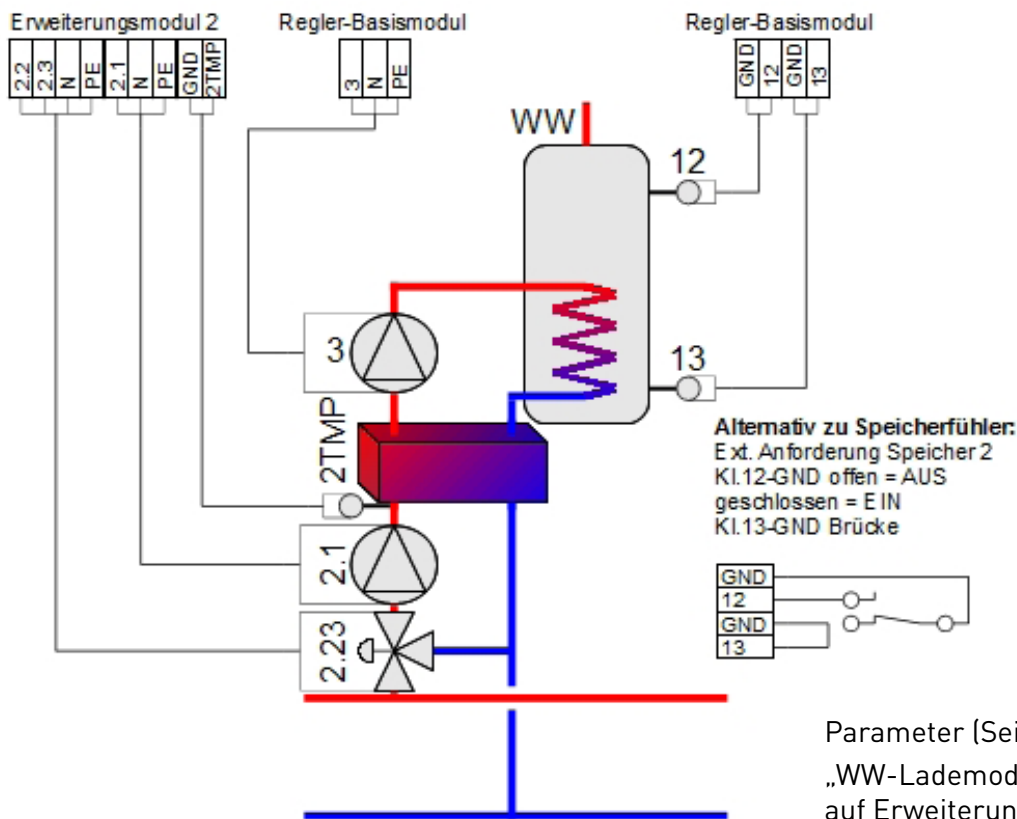 Erweiterungsmodul 2
Regler-Basismodul
Regler-Basismodul
2.2
2.3
N
PE
2.1
N
PE
GND
2TMP
3
N
PE
GND
12
GND
13
WW
12
3
13
2TMP
2.1
2.23
Alternativ zu Speicherfühler:
Ext. Anforderung Speicher 2
Kl.12-GND offen = AUS
geschlossen = EIN
Kl.13-GND Brücke
GND
12
GND
13
Parameter (Sei
„WW-Lademod
auf Erweiterun